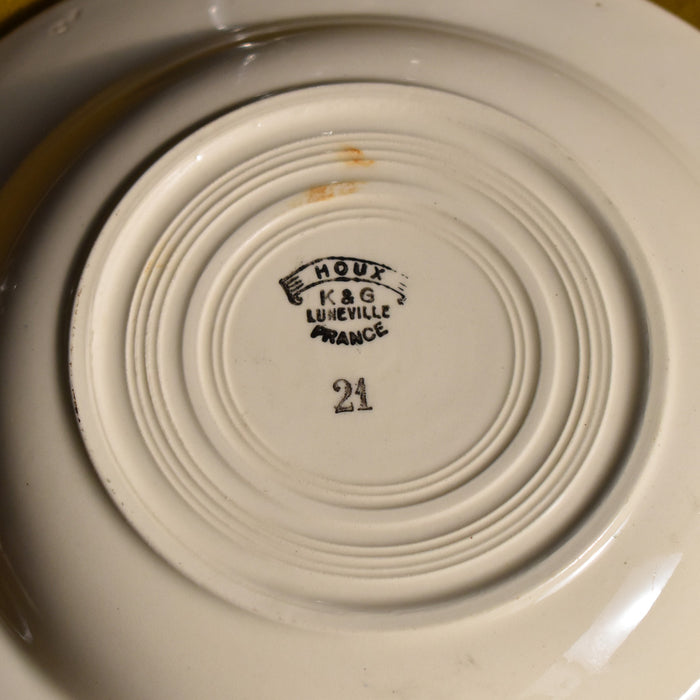 HOUX
K & G
LUNEVILLE
FRANCE
21